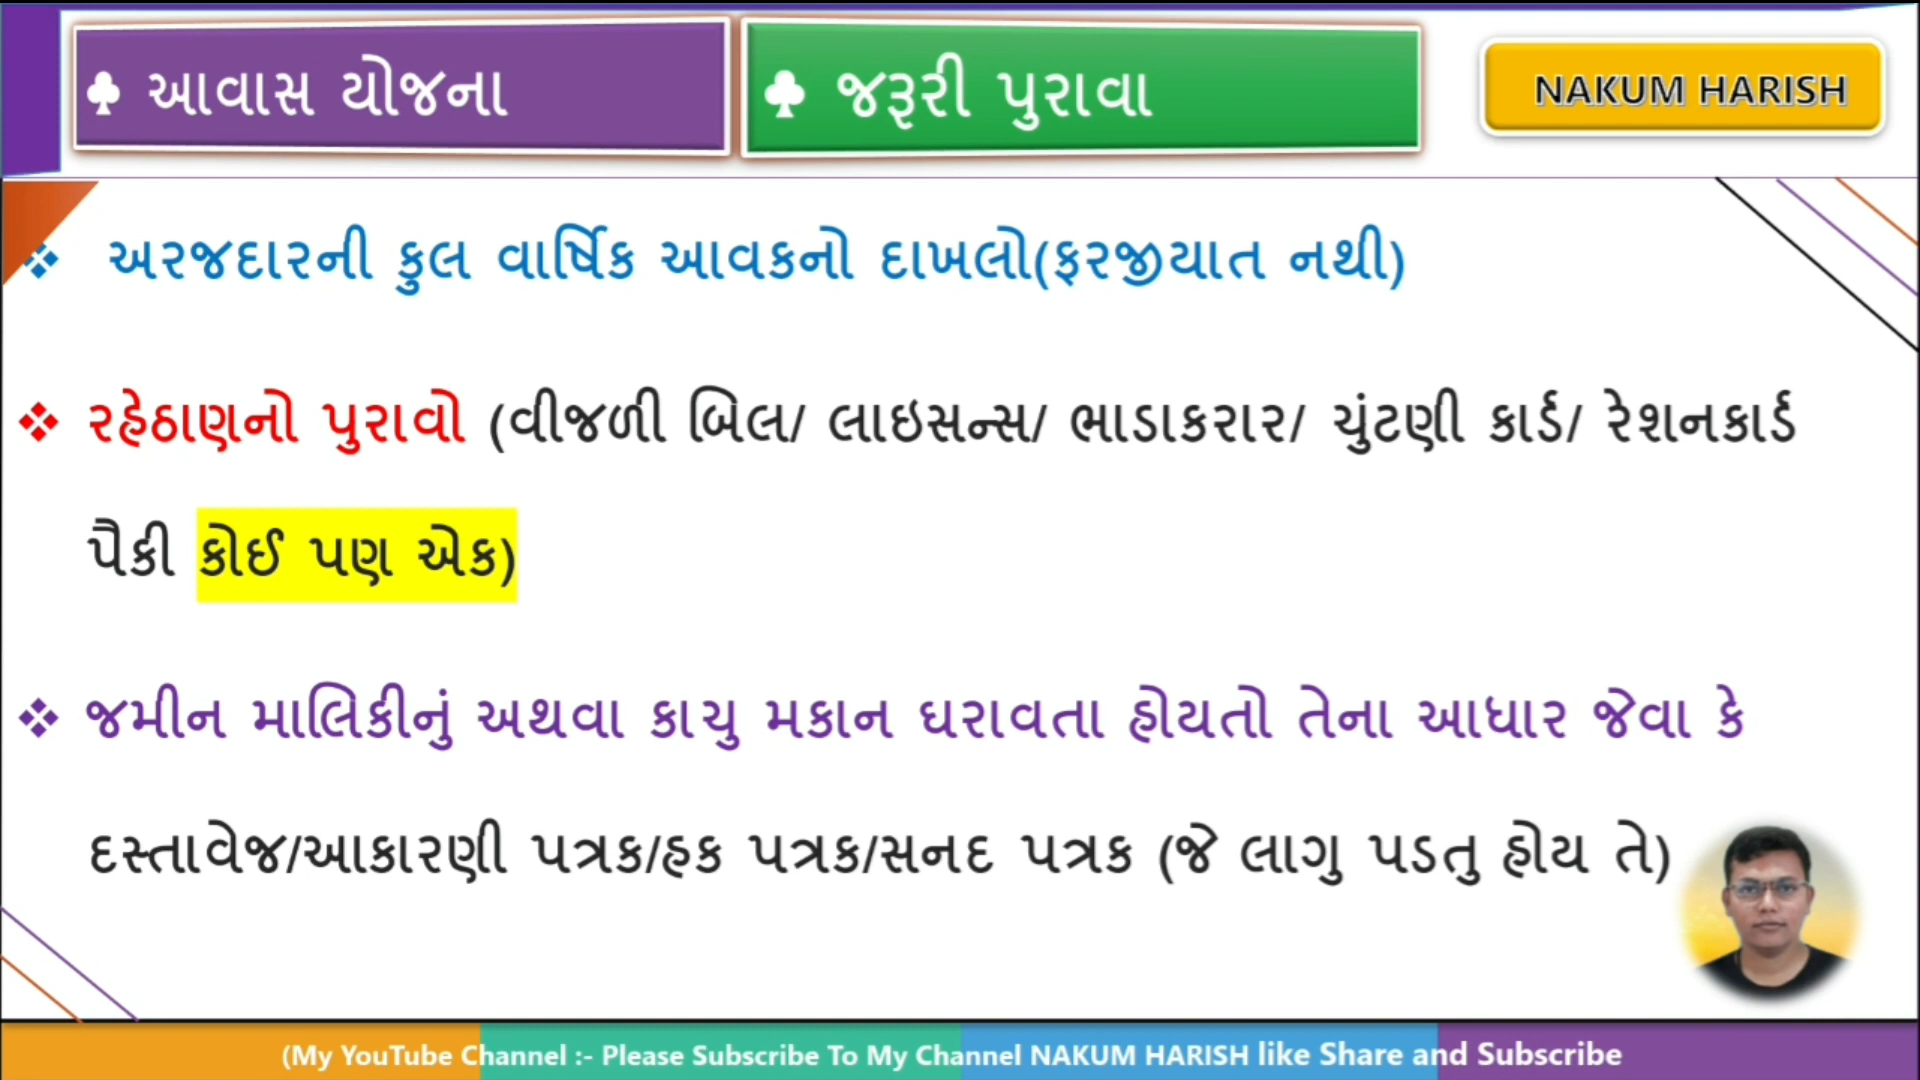 ♣ આવાસ યોજના
♣ જરૂરી પુરાવા
NAKUM HARISH
❖ અરજદારની કુલ વાર્ષિક આવકનો દાખલો(ફરજીયાત નથી)
❖ રહેઠાણનો પુરાવો (વીજળી બિલ/ લાઇસન્સ/ ભાડાકરાર/ ચુંટણી કાર્ડ/ રેશનકાર્ડ
પૈકી કોઈ પણ એક)
❖ જમીન માલિકીનું અથવા કાચુ મકાન ઘરાવતા હોયતો તેના આધાર જેવા કે
દસ્તાવેજ/આકારણી પત્રક/હક પત્રક/સનદ પત્રક (જે લાગુ પડતુ હોય તે)
(My YouTube Channel :- Please Subscribe To My Channel NAKUM HARISH like Share and Subscribe